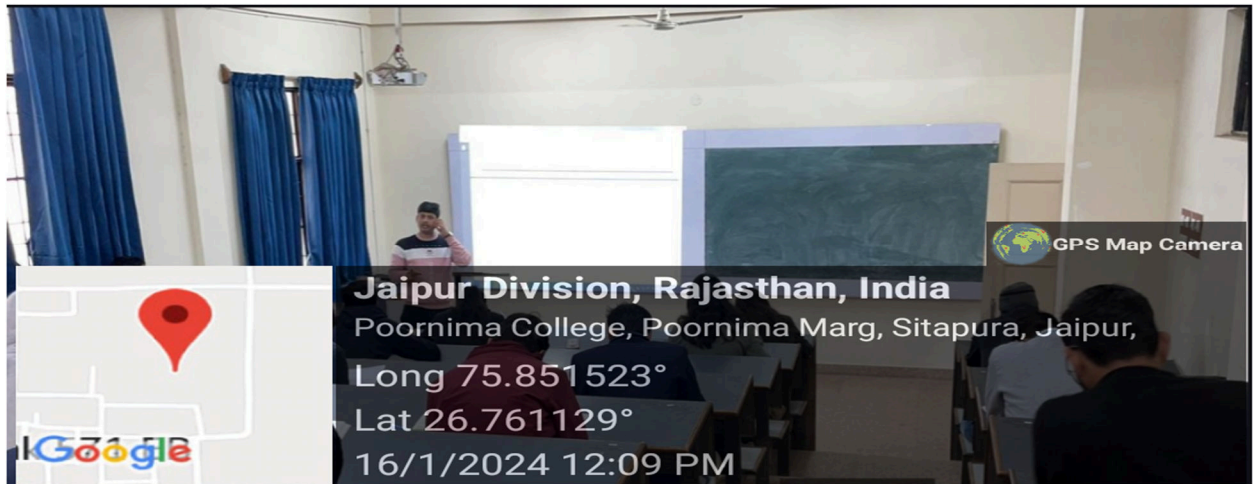 GPS Map Camera
Jaipur Division, Rajasthan, India
Poornima College, Poornima Marg, Sitapura, Jaipur,
Long 75.851523°
Lat 26.761129°
16/1/2024 12:09 PM
Google